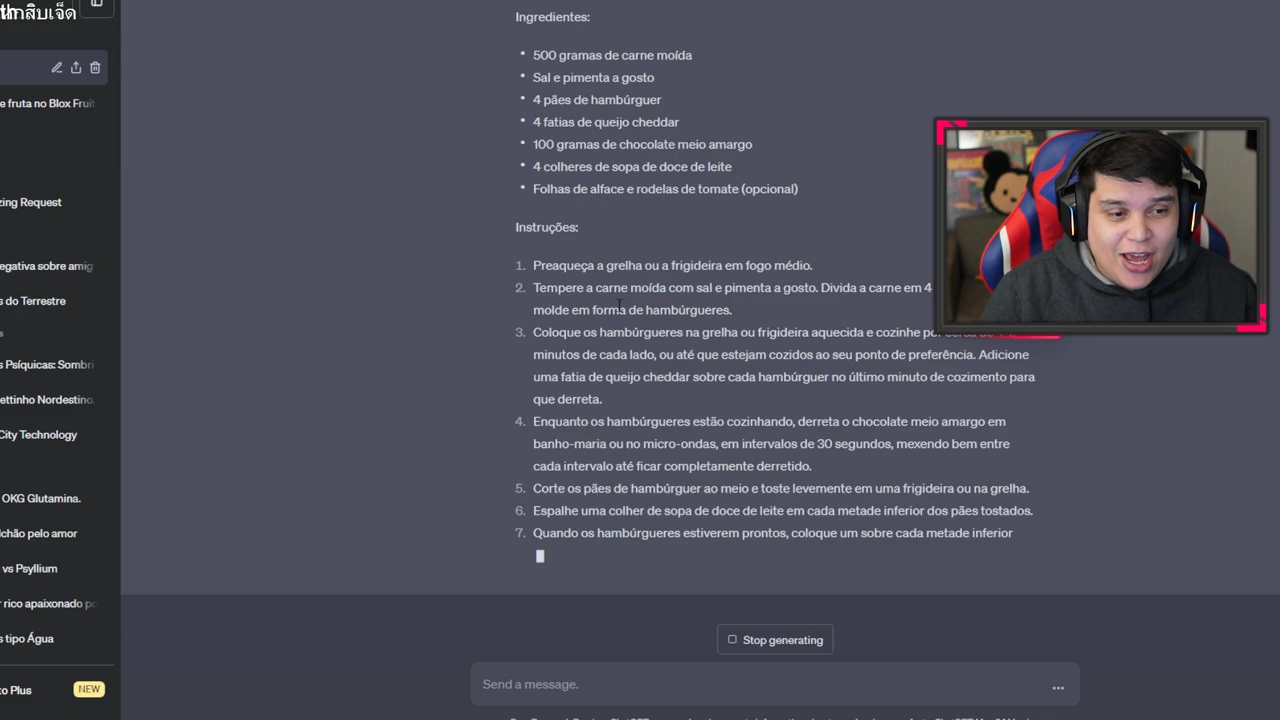 Ingredientes:
500 gramas de carne moída
Sal e pimenta a gosto
e fruta no Blox Fruit
4 pães de hambúrguer
4 fatias de queijo cheddar
100 gramas de chocolate meio amargo
4 colheres de sopa de doce de leite
Folhas de alface e rodelas de tomate (opcional)
zing Request
Instruções:
egativa sobre amig
1. Preaqueça a grelha ou a frigideira em fogo médio.
2. Tempere a carne moída com sal e pimenta a gosto. Divida a carne em 4
s do Terrestre
molde em forma de hambúrgueres.
3. Coloque os hambúrgueres na grelha ou frigideira aquecida e cozinhe
minutos de cada lado, ou até que estejam cozidos ao seu ponto de preferência. Adicione
s Psíquicas: Sombri
uma fatia de queijo cheddar sobre cada hambúrguer no último minuto de cozimento para
ettinho Nordestino.
que derreta.
4. Enquanto os hambúrgueres estão cozinhando, derreta o chocolate meio amargo em
City Technology
banho-maria ou no micro-ondas, em intervalos de 30 segundos, mexendo bem entre
cada intervalo até ficar completamente derretido.
5. Corte os pães de hambúrguer ao meio e toste levemente em uma frigideira ou na grelha.
OKG Glutamina.
6. Espalhe uma colher de sopa de doce de leite em cada metade inferior dos pães tostados.
7. Quando os hambúrgueres estiverem prontos, coloque um sobre cada metade inferior
lchão pelo amor
vs Psyllium
rico apaixonado po
s tipo Água
Stop generating
Send a message.
to Plus
NEW